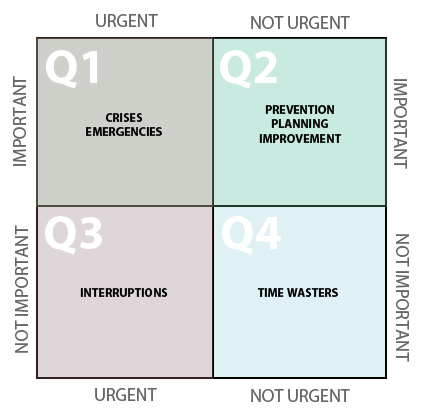 URGENT
NOT URGENT
IMPORTANT
Q1
CRISES
EMERGENCIES
Q2
PREVENTION
PLANNING
IMPROVEMENT
IMPORTANT
NOT IMPORTANT
Q3
INTERRUPTIONS
Q4
TIME WASTERS
NOT IMPORTANT
URGENT
NOT URGENT